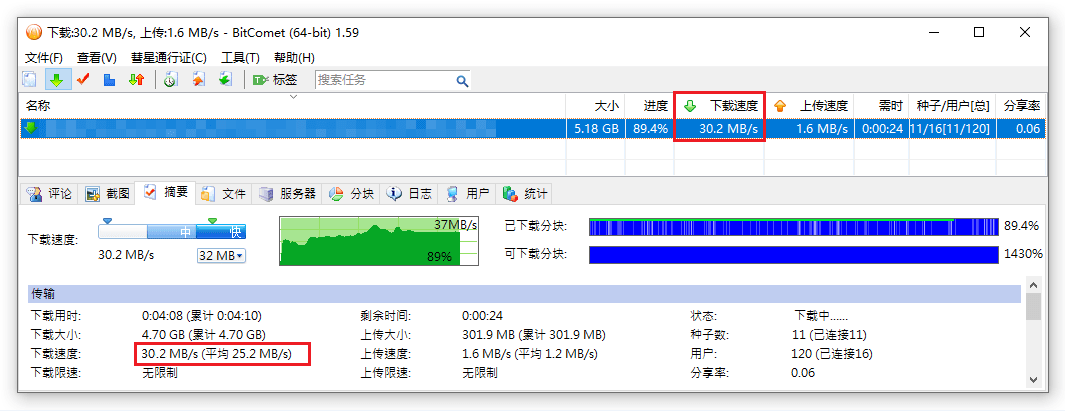 下载:30.2 MB/s, 上传:1.6 MB/s - BitComet (64-bit) 1.59
文件(F) 查看(V) 彗星通行证(C) 工具(T) 帮助(H)
标签 搜索任务
名称 大小 进度 下载速度 上传速度 需时 种子/用户[总] 分享率
5.18 GB 89.4% 30.2 MB/s 1.6 MB/s 0:00:24 11/16[11/120] 0.06
评论 截图 摘要 文件 服务器 分块 日志 用户 统计
下载速度: 中 快 37MB/s 已下载分块: 89.4%
30.2 MB/s 32 MB 89% 可下载分块: 1430%
传输
下载用时: 0:04:08 (累计 0:04:10) 剩余时间: 0:00:24 状态: 下载中......
下载大小: 4.70 GB (累计 4.70 GB) 上传大小: 301.9 MB (累计 301.9 MB) 种子数: 11 (已连接11)
下载速度: 30.2 MB/s (平均 25.2 MB/s) 上传速度: 1.6 MB/s (平均 1.2 MB/s) 用户: 120 (已连接16)
下载限速: 无限制 上传限速: 无限制 分享率: 0.06